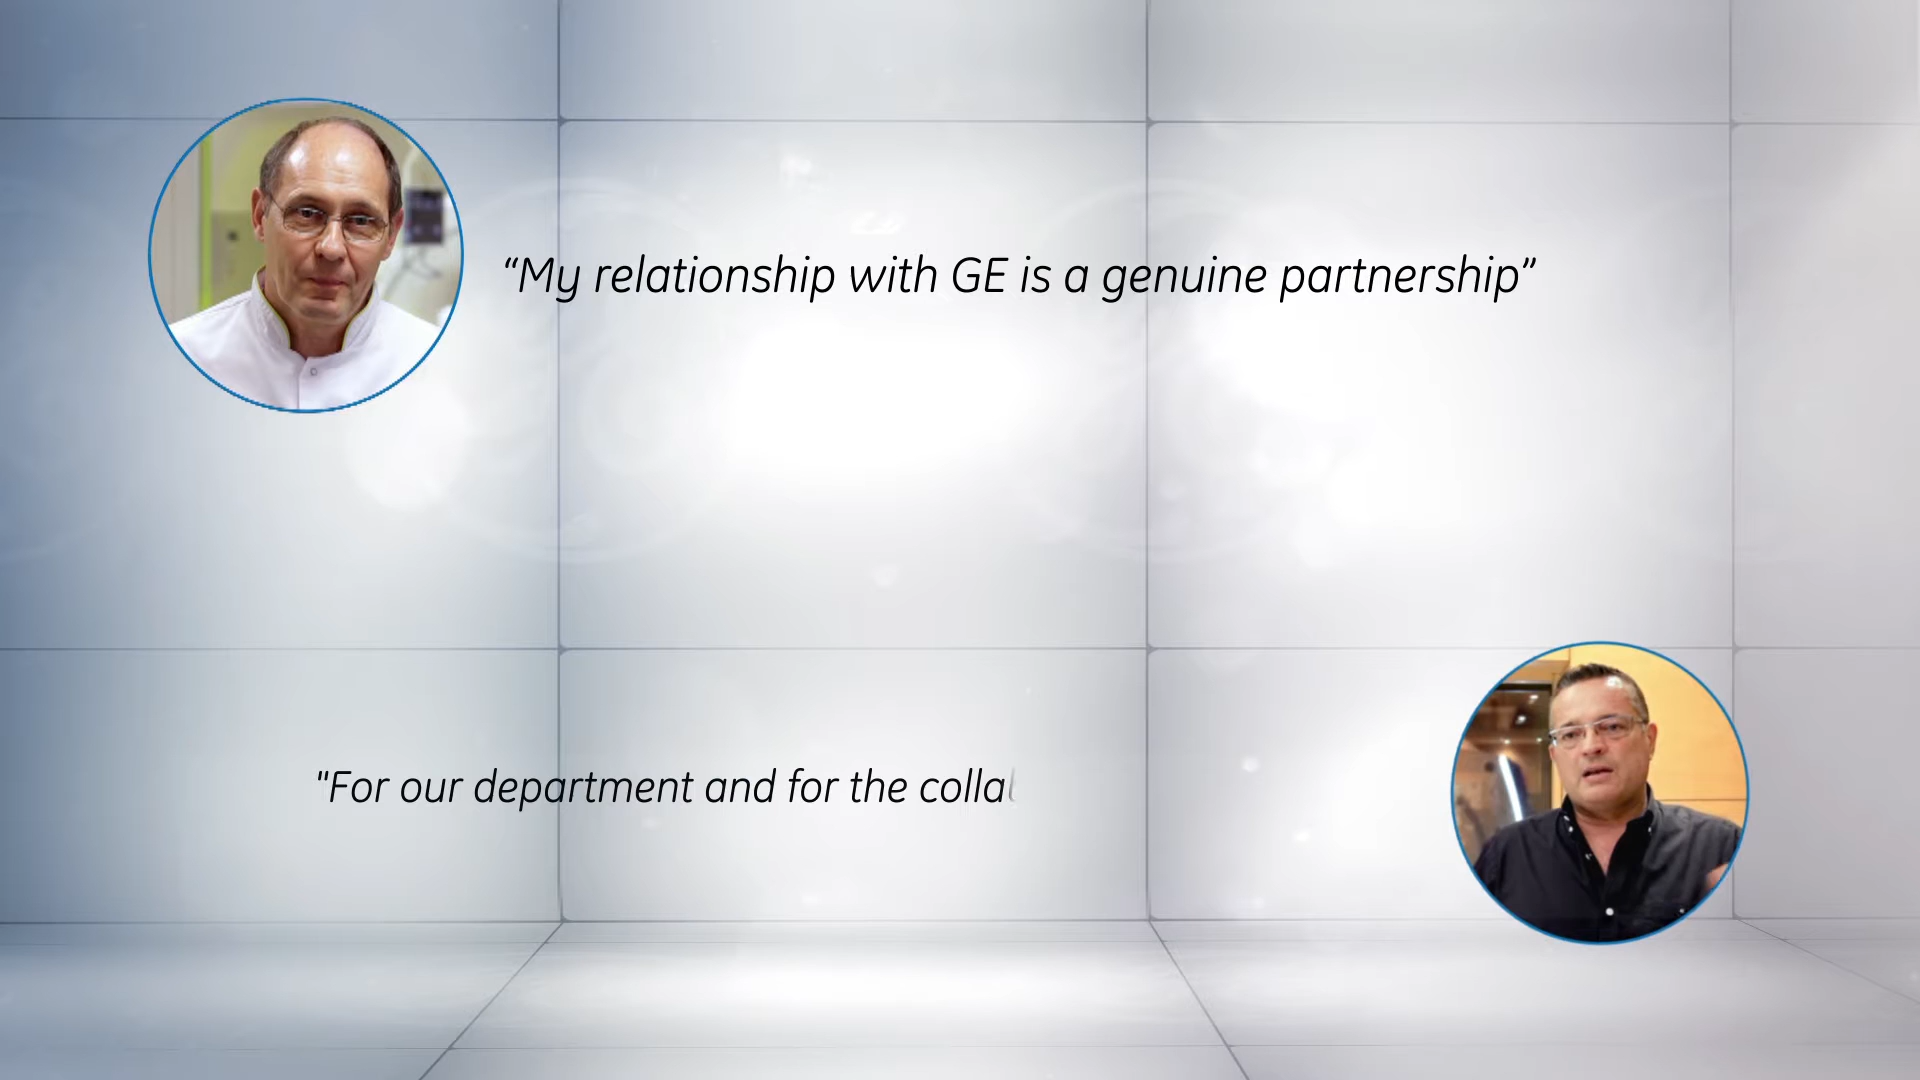 “My relationship with GE is a genuine partnership”
"For our department and for the colla